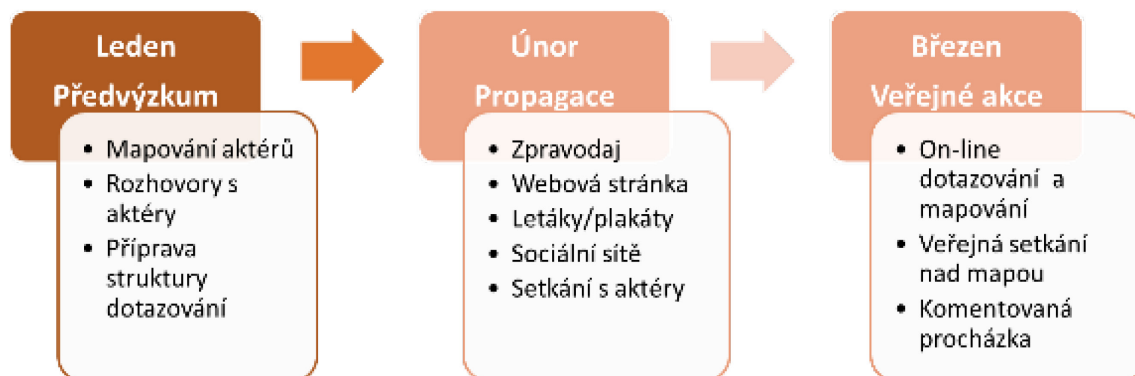 Leden
Předvýzkum
• Mapování aktérů
• Rozhovory s
aktéry
• Příprava
struktury
dotazování
Únor
Propagace
• Zpravodaj
• Webová stránka
• Letáky/plakáty
• Sociální sítě
• Setkání s aktéry
Březen
Veřejné akce
• On-line
dotazování a
mapování
• Veřejná setkání
nad mapou
• Komentovaná
procházka